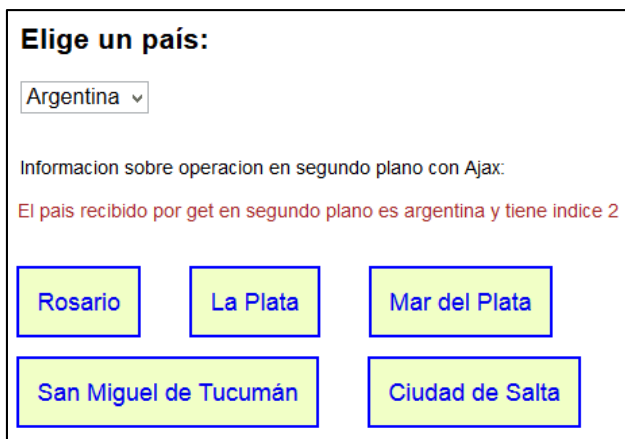 Elige un país:
Argentina
Informacion sobre operacion en segundo plano con Ajax:
El pais recibido por get en segundo plano es argentina y tiene indice 2
Rosario La Plata Mar del Plata
San Miguel de Tucumán Ciudad de Salta